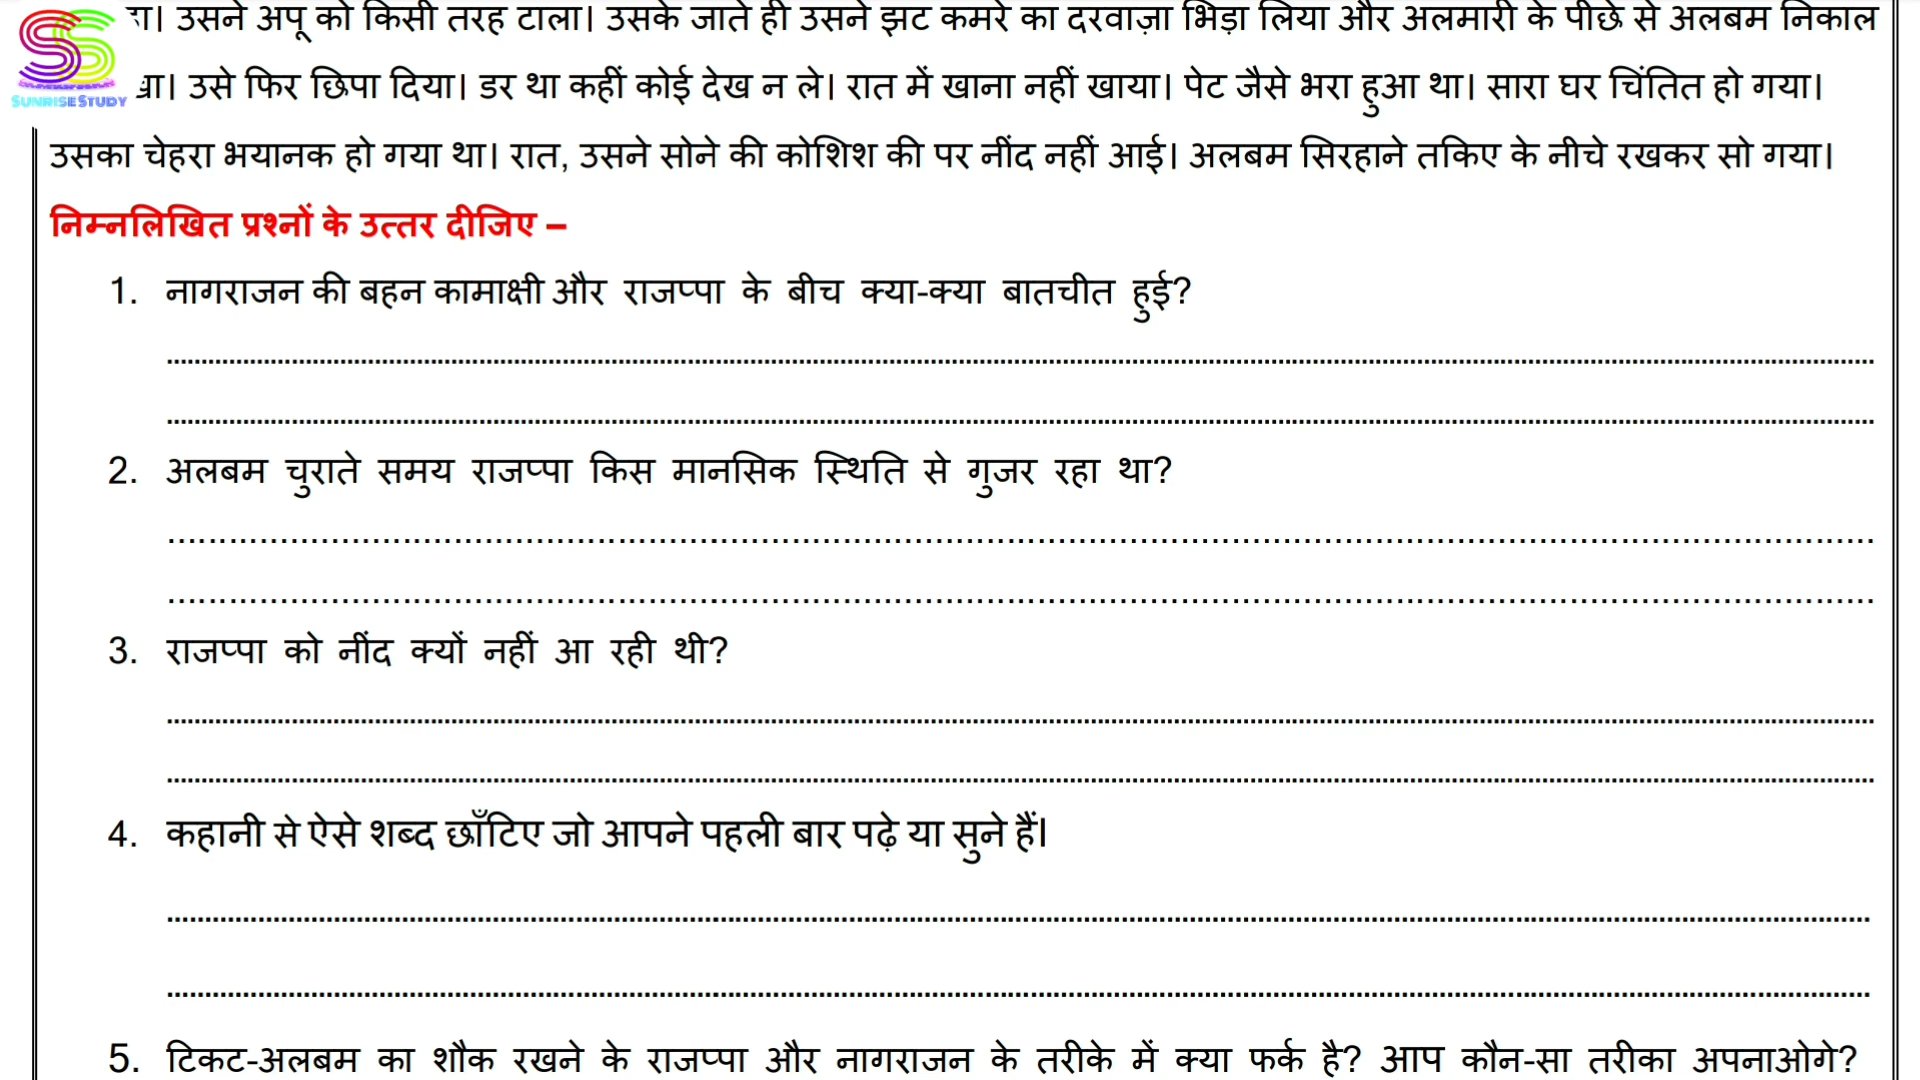 उसने अपू को किसी तरह टाला। उसके जाते ही उसने झट कमरे का दरवाज़ा भिड़ा लिया और अलमारी के पीछे से अलबम निकाल
SUNRISESTUDY
उसे फिर छिपा दिया। डर था कहीं कोई देख न ले। रात में खाना नहीं खाया। पेट जैसे भरा हुआ था। सारा घर चिंतित हो गया।
उसका चेहरा भयानक हो गया था। रात, उसने सोने की कोशिश की पर नींद नहीं आई। अलबम सिरहाने तकिए के नीचे रखकर सो गया।
निम्नलिखित प्रश्नों के उत्तर दीजिए –
1. नागराजन की बहन कामाक्षी और राजप्पा के बीच क्या-क्या बातचीत हुई?
2. अलबम चुराते समय राजप्पा किस मानसिक स्थिति से गुजर रहा था?
3. राजप्पा को नींद क्यों नहीं आ रही थी?
4. कहानी से ऐसे शब्द छाँटिए जो आपने पहली बार पढ़े या सुने हैं।
5. टिकट-अलबम का शौक रखने के राजप्पा और नागराजन के तरीके में क्या फर्क है? आप कौन-सा तरीका अपनाओगे?